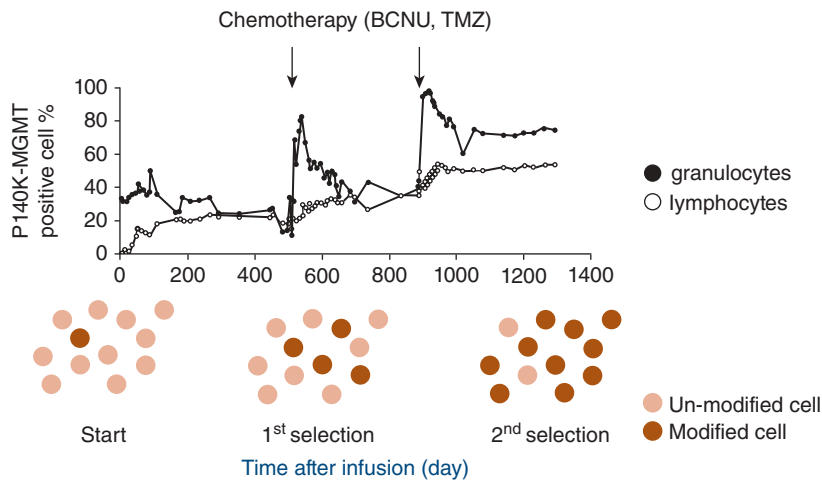 Chemotherapy (BCNU, TMZ)
P140K-MGMT
positive cell %
100
80
60
40
20
0
0 200 400 600 800 1000 1200 1400
granulocytes
lymphocytes
Un-modified cell
Modified cell
Start 1st selection 2nd selection
Time after infusion (day)